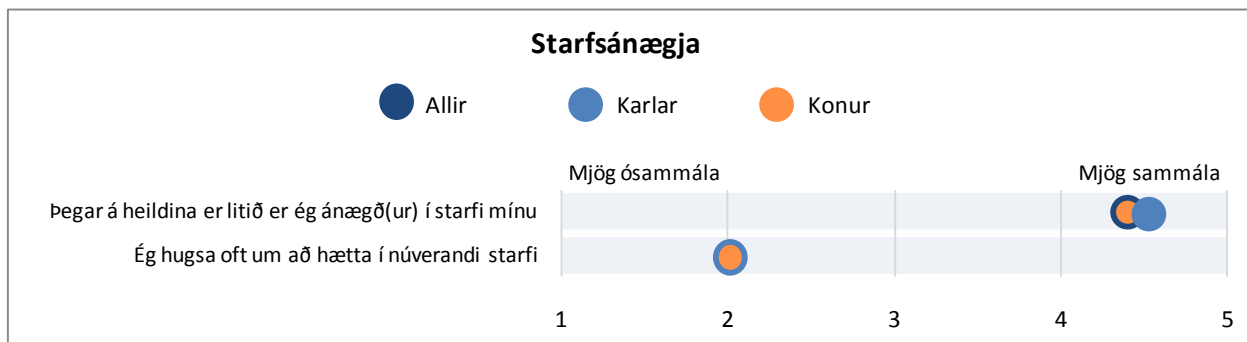 Starfsánægja
Allir Karlar Konur
Mjög ósammála Mjög sammála
Þegar á heildina er litið er ég ánægð(ur) í starfi mínu
Ég hugsa oft um að hætta í núverandi starfi
1 2 3 4 5